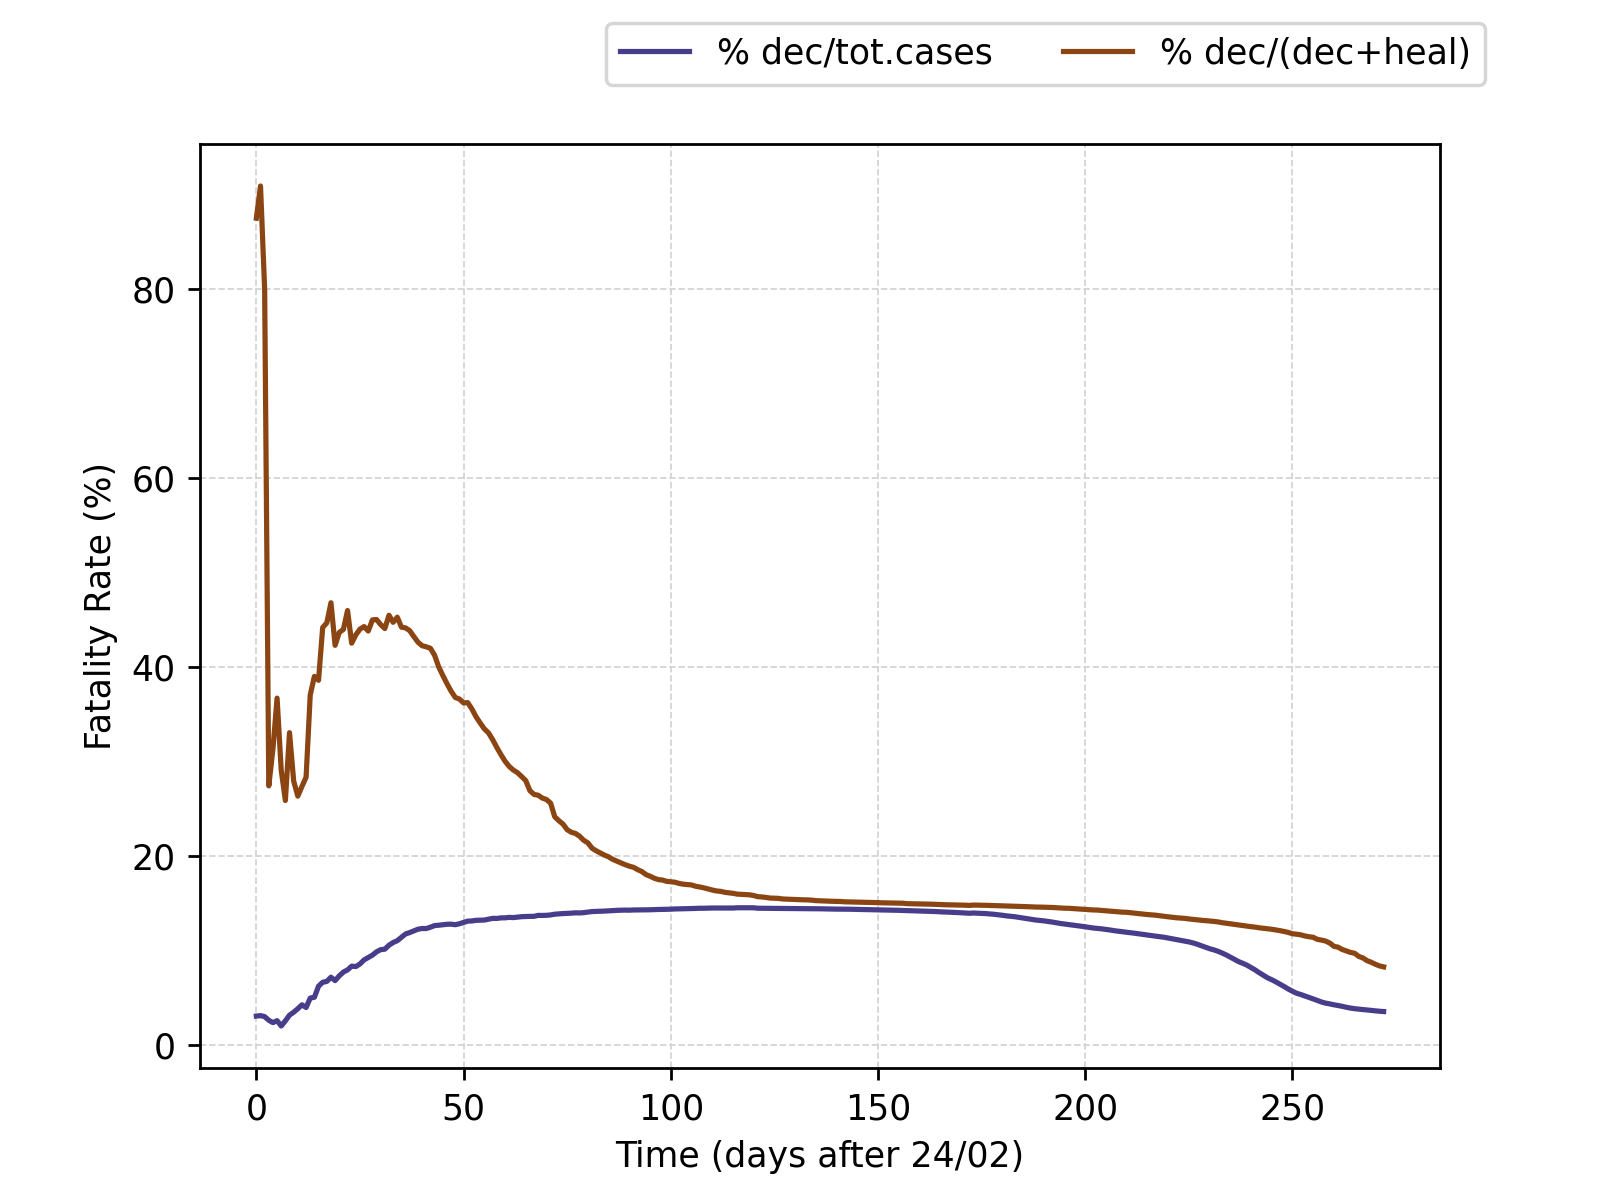 % dec/tot.cases
% dec/(dec+heal)
Fatality Rate (%)
80
60
40
20
0
0
50
100
150
200
250
Time (days after 24/02)